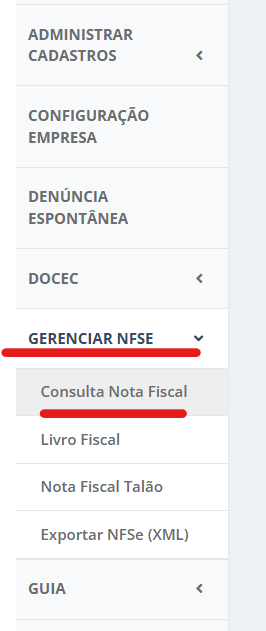 ADMINISTRAR
CADASTROS
CONFIGURAÇÃO
EMPRESA
DENÚNCIA
ESPONTÂNEA
DOCEC
GERENCIAR NFSE
Consulta Nota Fiscal
Livro Fiscal
Nota Fiscal Talão
Exportar NFSe (XML)
GUIA